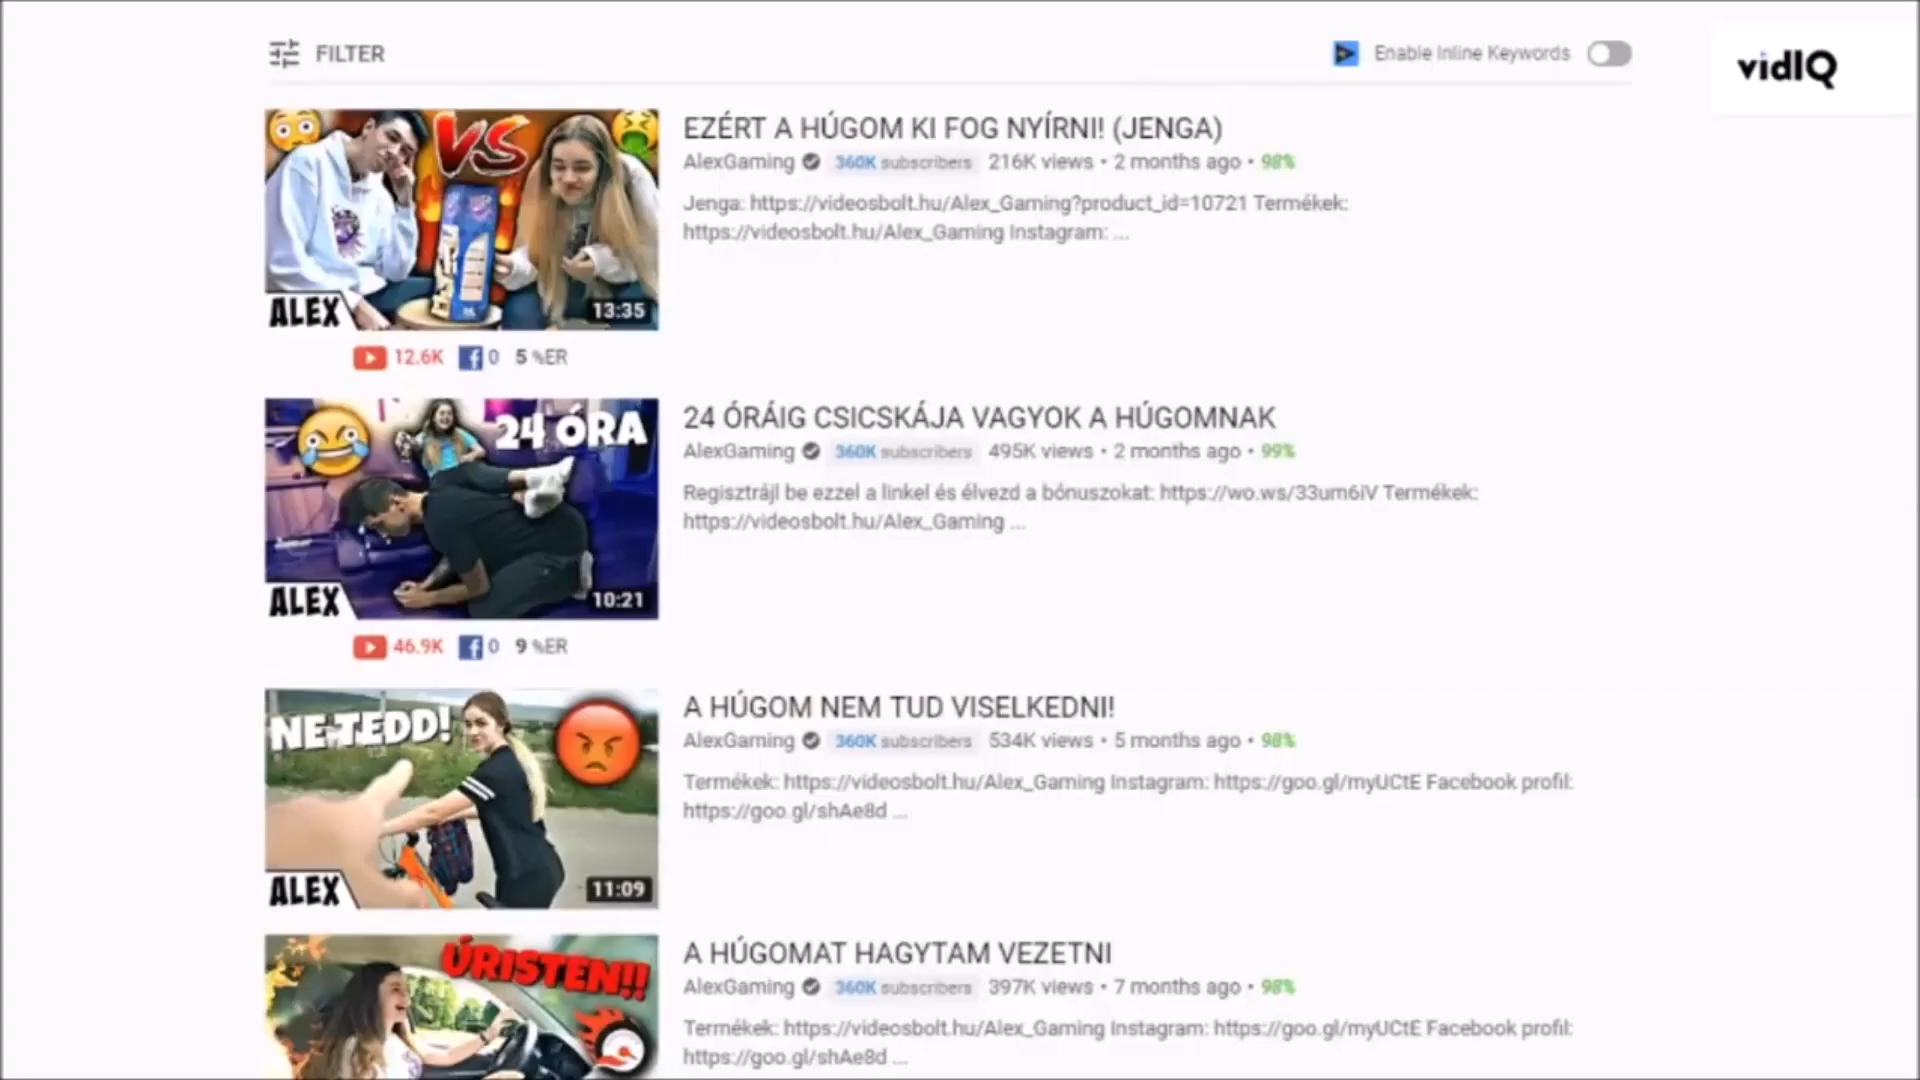 FILTER
Enable Inline Keywords
vidIQ
VS
ALEX
13:35
EZÉRT A HÚGOM KI FOG NYÍRNI! (JENGA)
AlexGaming 360K subscribers 216K views • 2 months ago • 98%
Jenga: https://videosbolt.hu/Alex_Gaming?product_id=10721 Termékek:
https://videosbolt.hu/Alex_Gaming Instagram: ...
12.6K 0 5 %ER
24 ÓRA
ALEX
10:21
24 ÓRÁIG CSICSKÁJA VAGYOK A HÚGOMNAK
AlexGaming 360K subscribers 495K views • 2 months ago • 99%
Regisztrájl be ezzel a linkel és élvezd a bónuszokat: https://wo.ws/33um6iV Termékek:
https://videosbolt.hu/Alex_Gaming ...
46.9K 0 9 %ER
NE TEDD!
ALEX
11:09
A HÚGOM NEM TUD VISELKEDNI!
AlexGaming 360K subscribers 534K views • 5 months ago • 98%
Termékek: https://videosbolt.hu/Alex_Gaming Instagram: https://goo.gl/myUCtE Facebook profil:
https://goo.gl/shAe8d ...
ÚRISTEN!!
A HÚGOMAT HAGYTAM VEZETNI
AlexGaming 360K subscribers 397K views • 7 months ago • 98%
Termékek: https://videosbolt.hu/Alex_Gaming Instagram: https://goo.gl/myUCtE Facebook profil:
https://goo.gl/shAe8d ...